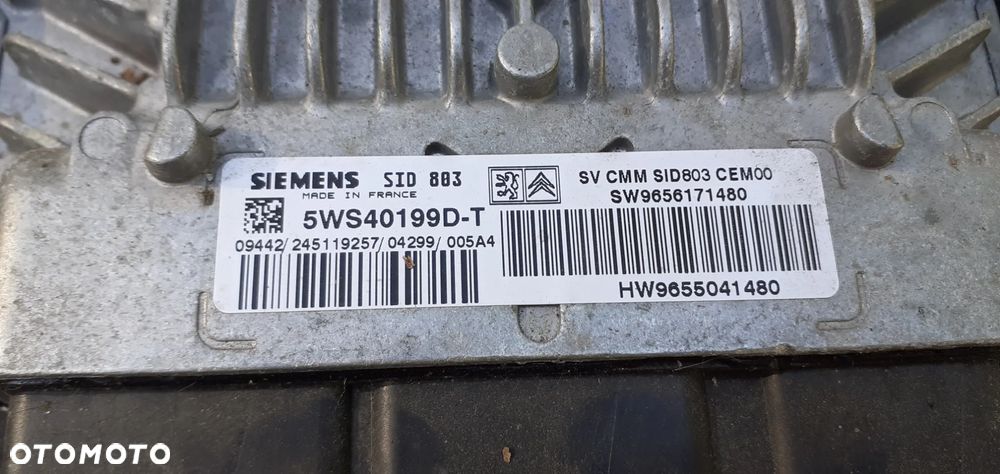 SIEMENS SID 803
MADE IN FRANCE
5WS40199D-T
09442/ 245119257/ 04299/ 005A4
SV CMM SID803 CEM00
SW9656171480
HW9655041480
OTOMOTO